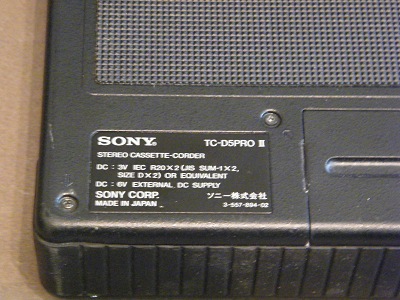 SONY. TC-D5PRO II
STEREO CASSETTE-CORDER
DC : 3V IEC R20×2 (JIS SUM-1×2,
SIZE D×2) OR EQUIVALENT
DC : 6V EXTERNAL DC SUPPLY
SONY CORP. ソニー株式会社
MADE IN JAPAN 3-557-894-02